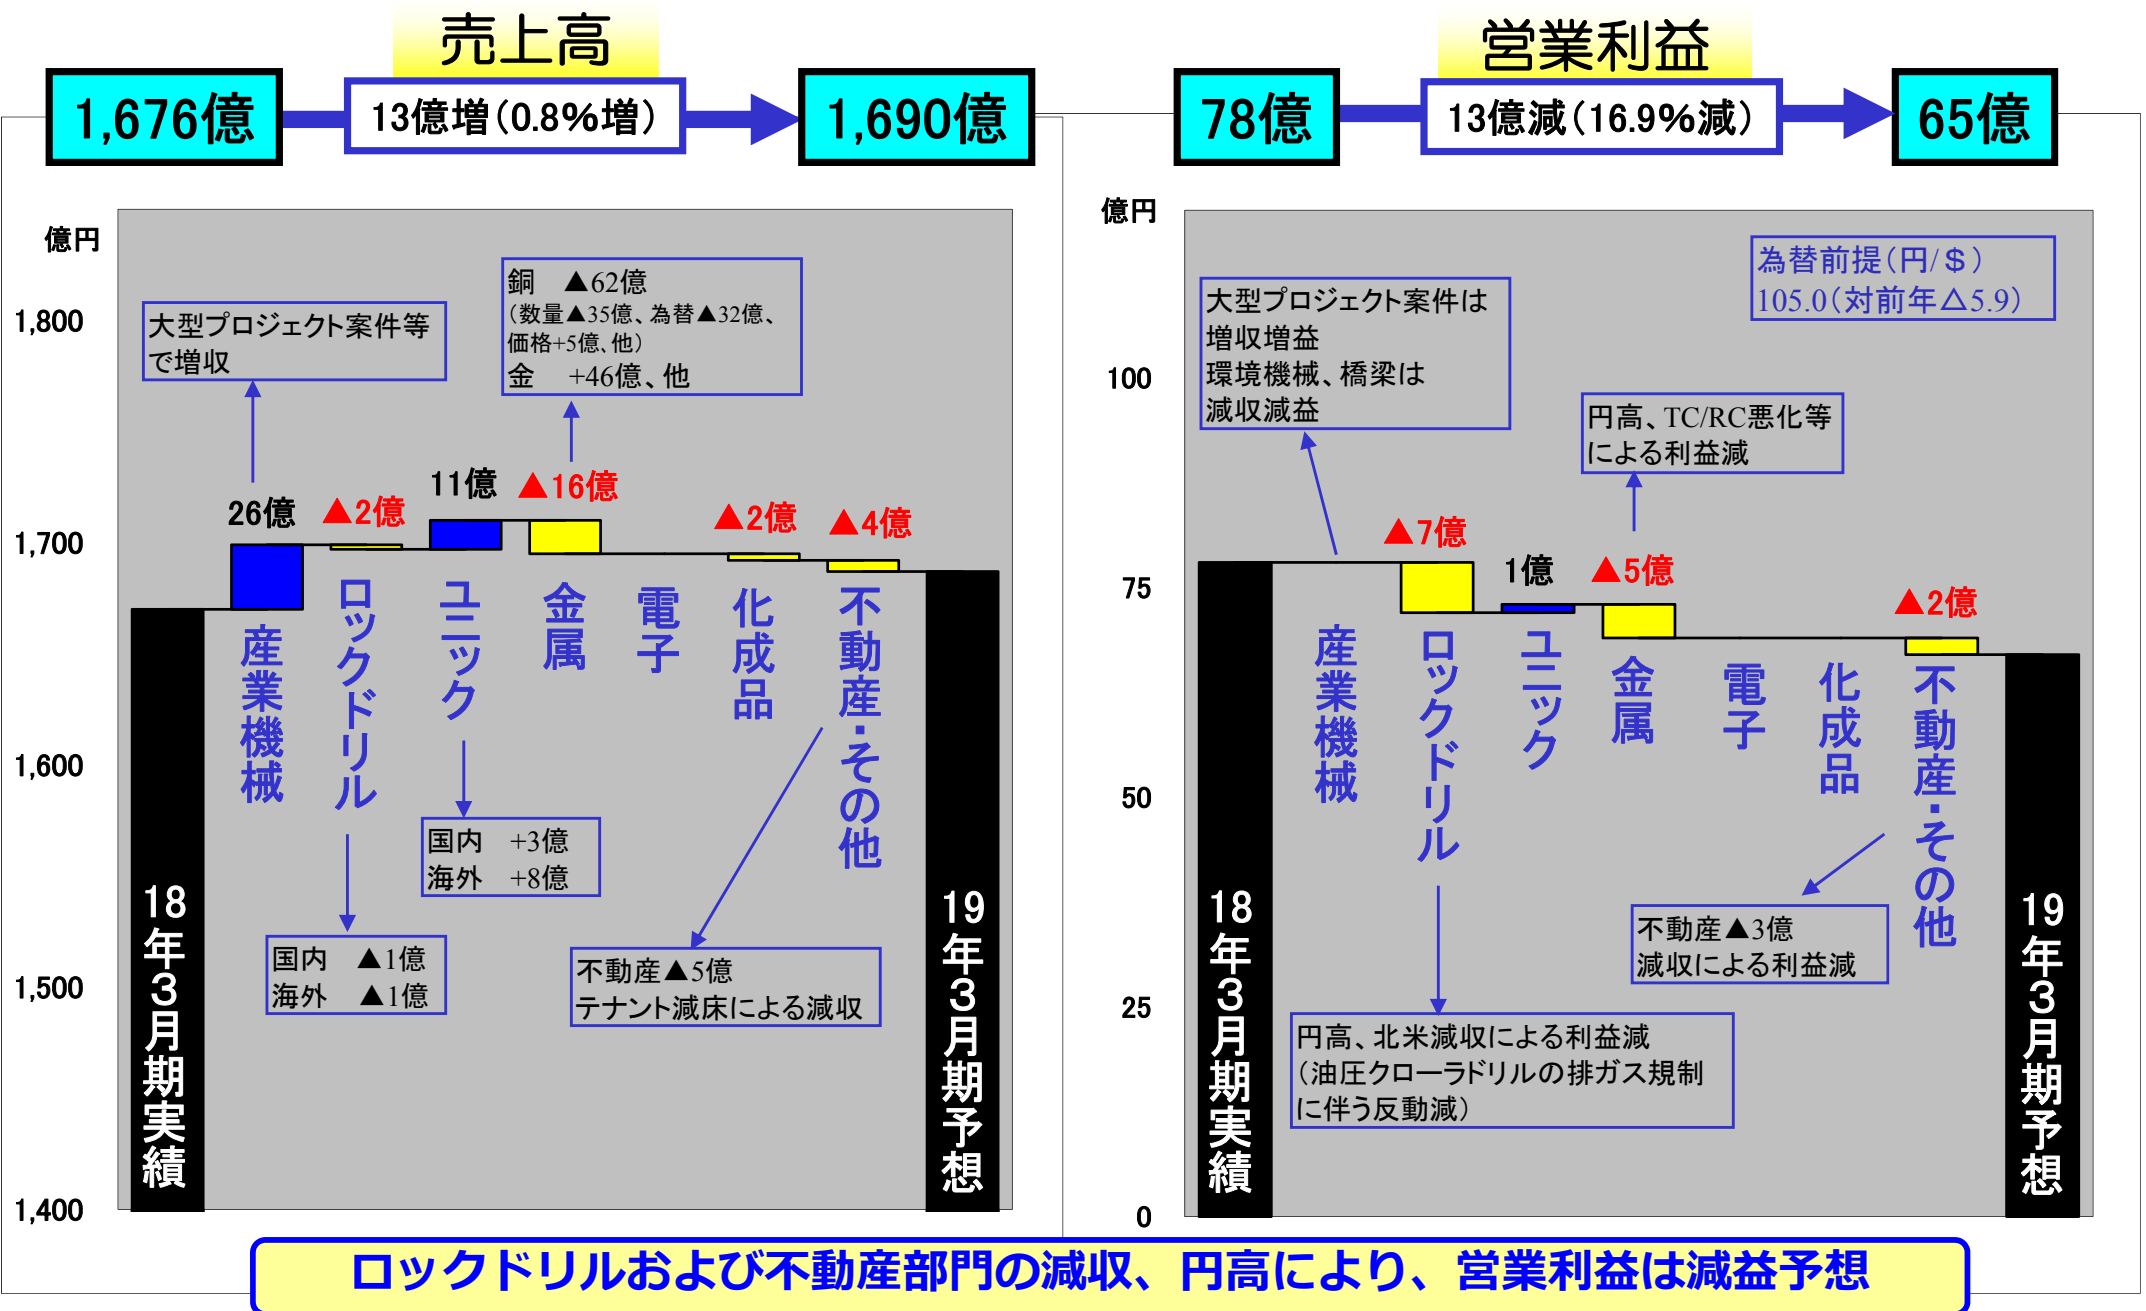 売上高
1,676億
13億増(0.8%増)
1,690億
億円
1,800
1,700
1,600
1,500
1,400
大型プロジェクト案件等
で増収
銅 ▲62億
(数量▲35億、為替▲32億、
価格+5億、他)
金 +46億、他
26億
▲2億
11億
▲16億
▲2億
▲4億
18年3月期実績
産業機械
ロックドリル
ユニック
金属
電子
化成品
不動産・その他
19年3月期予想
国内 +3億
海外 +8億
国内 ▲1億
海外 ▲1億
不動産▲5億
テナント減床による減収
営業利益
78億
13億減(16.9%減)
65億
億円
100
75
50
25
0
為替前提(円/$)
105.0(対前年△5.9)
大型プロジェクト案件は
増収増益
環境機械、橋梁は
減収減益
円高、TC/RC悪化等
による利益減
▲7億
1億
▲5億
▲2億
18年3月期実績
産業機械
ロックドリル
ユニック
金属
電子
化成品
不動産・その他
19年3月期予想
不動産▲3億
減収による利益減
円高、北米減収による利益減
(油圧クローラドリルの排ガス規制
に伴う反動減)
ロックドリルおよび不動産部門の減収、円高により、営業利益は減益予想